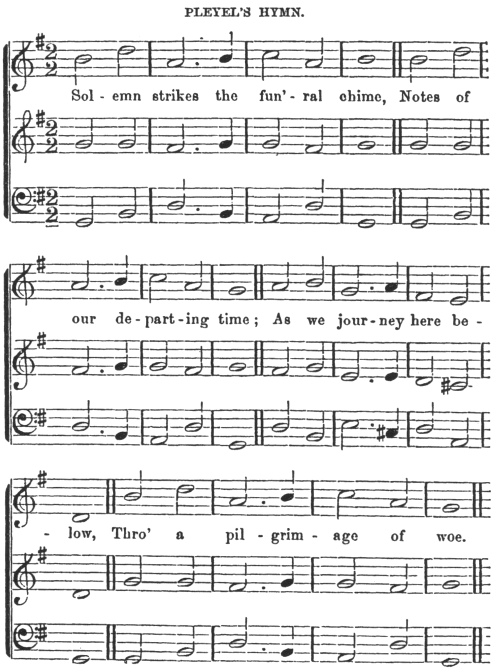 PLEYEL'S HYMN.
Sol - emn strikes the fun' - ral chime, Notes of
our de - part - ing time; As we jour - ney here be -
- low, Thro' a pil - grim - age of woe.